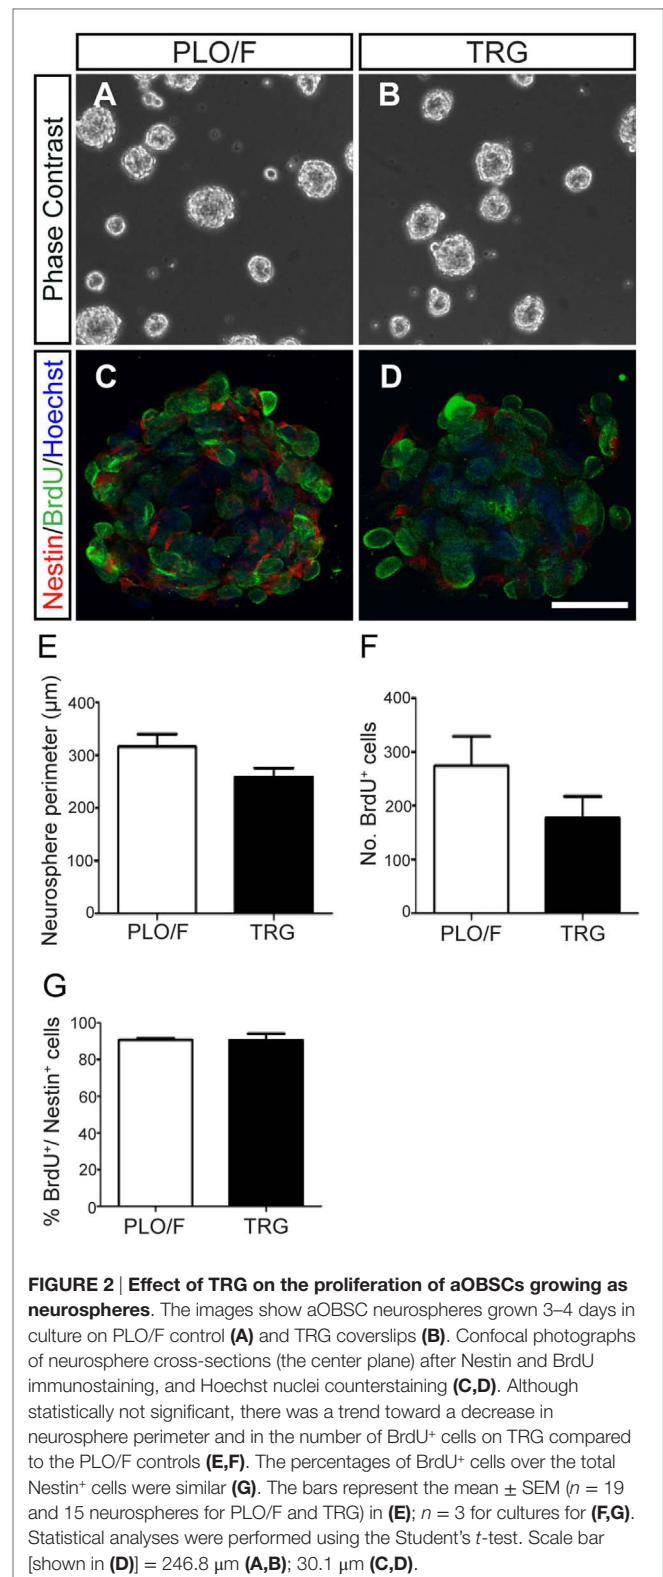 PLO/F
TRG
Phase Contrast
A
B
Nestin/BrdU/Hoechst
C
D
E
Neurosphere perimeter (μm)
400
300
200
100
0
PLO/F
TRG
F
No. BrdU⁺ cells
400
300
200
100
0
PLO/F
TRG
G
% BrdU⁺/ Nestin⁺ cells
100
80
60
40
20
0
PLO/F
TRG
FIGURE 2 | Effect of TRG on the proliferation of aOBSCs growing as
neurospheres. The images show aOBSC neurospheres grown 3–4 days in
culture on PLO/F control (A) and TRG coverslips (B). Confocal photographs
of neurosphere cross-sections (the center plane) after Nestin and BrdU
immunostaining, and Hoechst nuclei counterstaining (C,D). Although
statistically not significant, there was a trend toward a decrease in
neurosphere perimeter and in the number of BrdU⁺ cells on TRG compared
to the PLO/F controls (E,F). The percentages of BrdU⁺ cells over the total
Nestin⁺ cells were similar (G). The bars represent the mean ± SEM (n = 19
and 15 neurospheres for PLO/F and TRG) in (E); n = 3 for cultures for (F,G).
Statistical analyses were performed using the Student's t-test. Scale bar
[shown in (D)] = 246.8 μm (A,B); 30.1 μm (C,D).